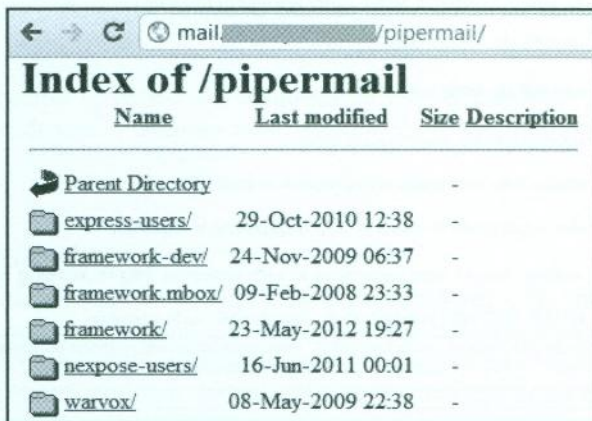 mail. /pipermail/
Index of /pipermail
Name Last modified Size Description
Parent Directory -
express-users/ 29-Oct-2010 12:38 -
framework-dev/ 24-Nov-2009 06:37 -
framework.mbox/ 09-Feb-2008 23:33 -
framework/ 23-May-2012 19:27 -
nexpose-users/ 16-Jun-2011 00:01 -
warvox/ 08-May-2009 22:38 -